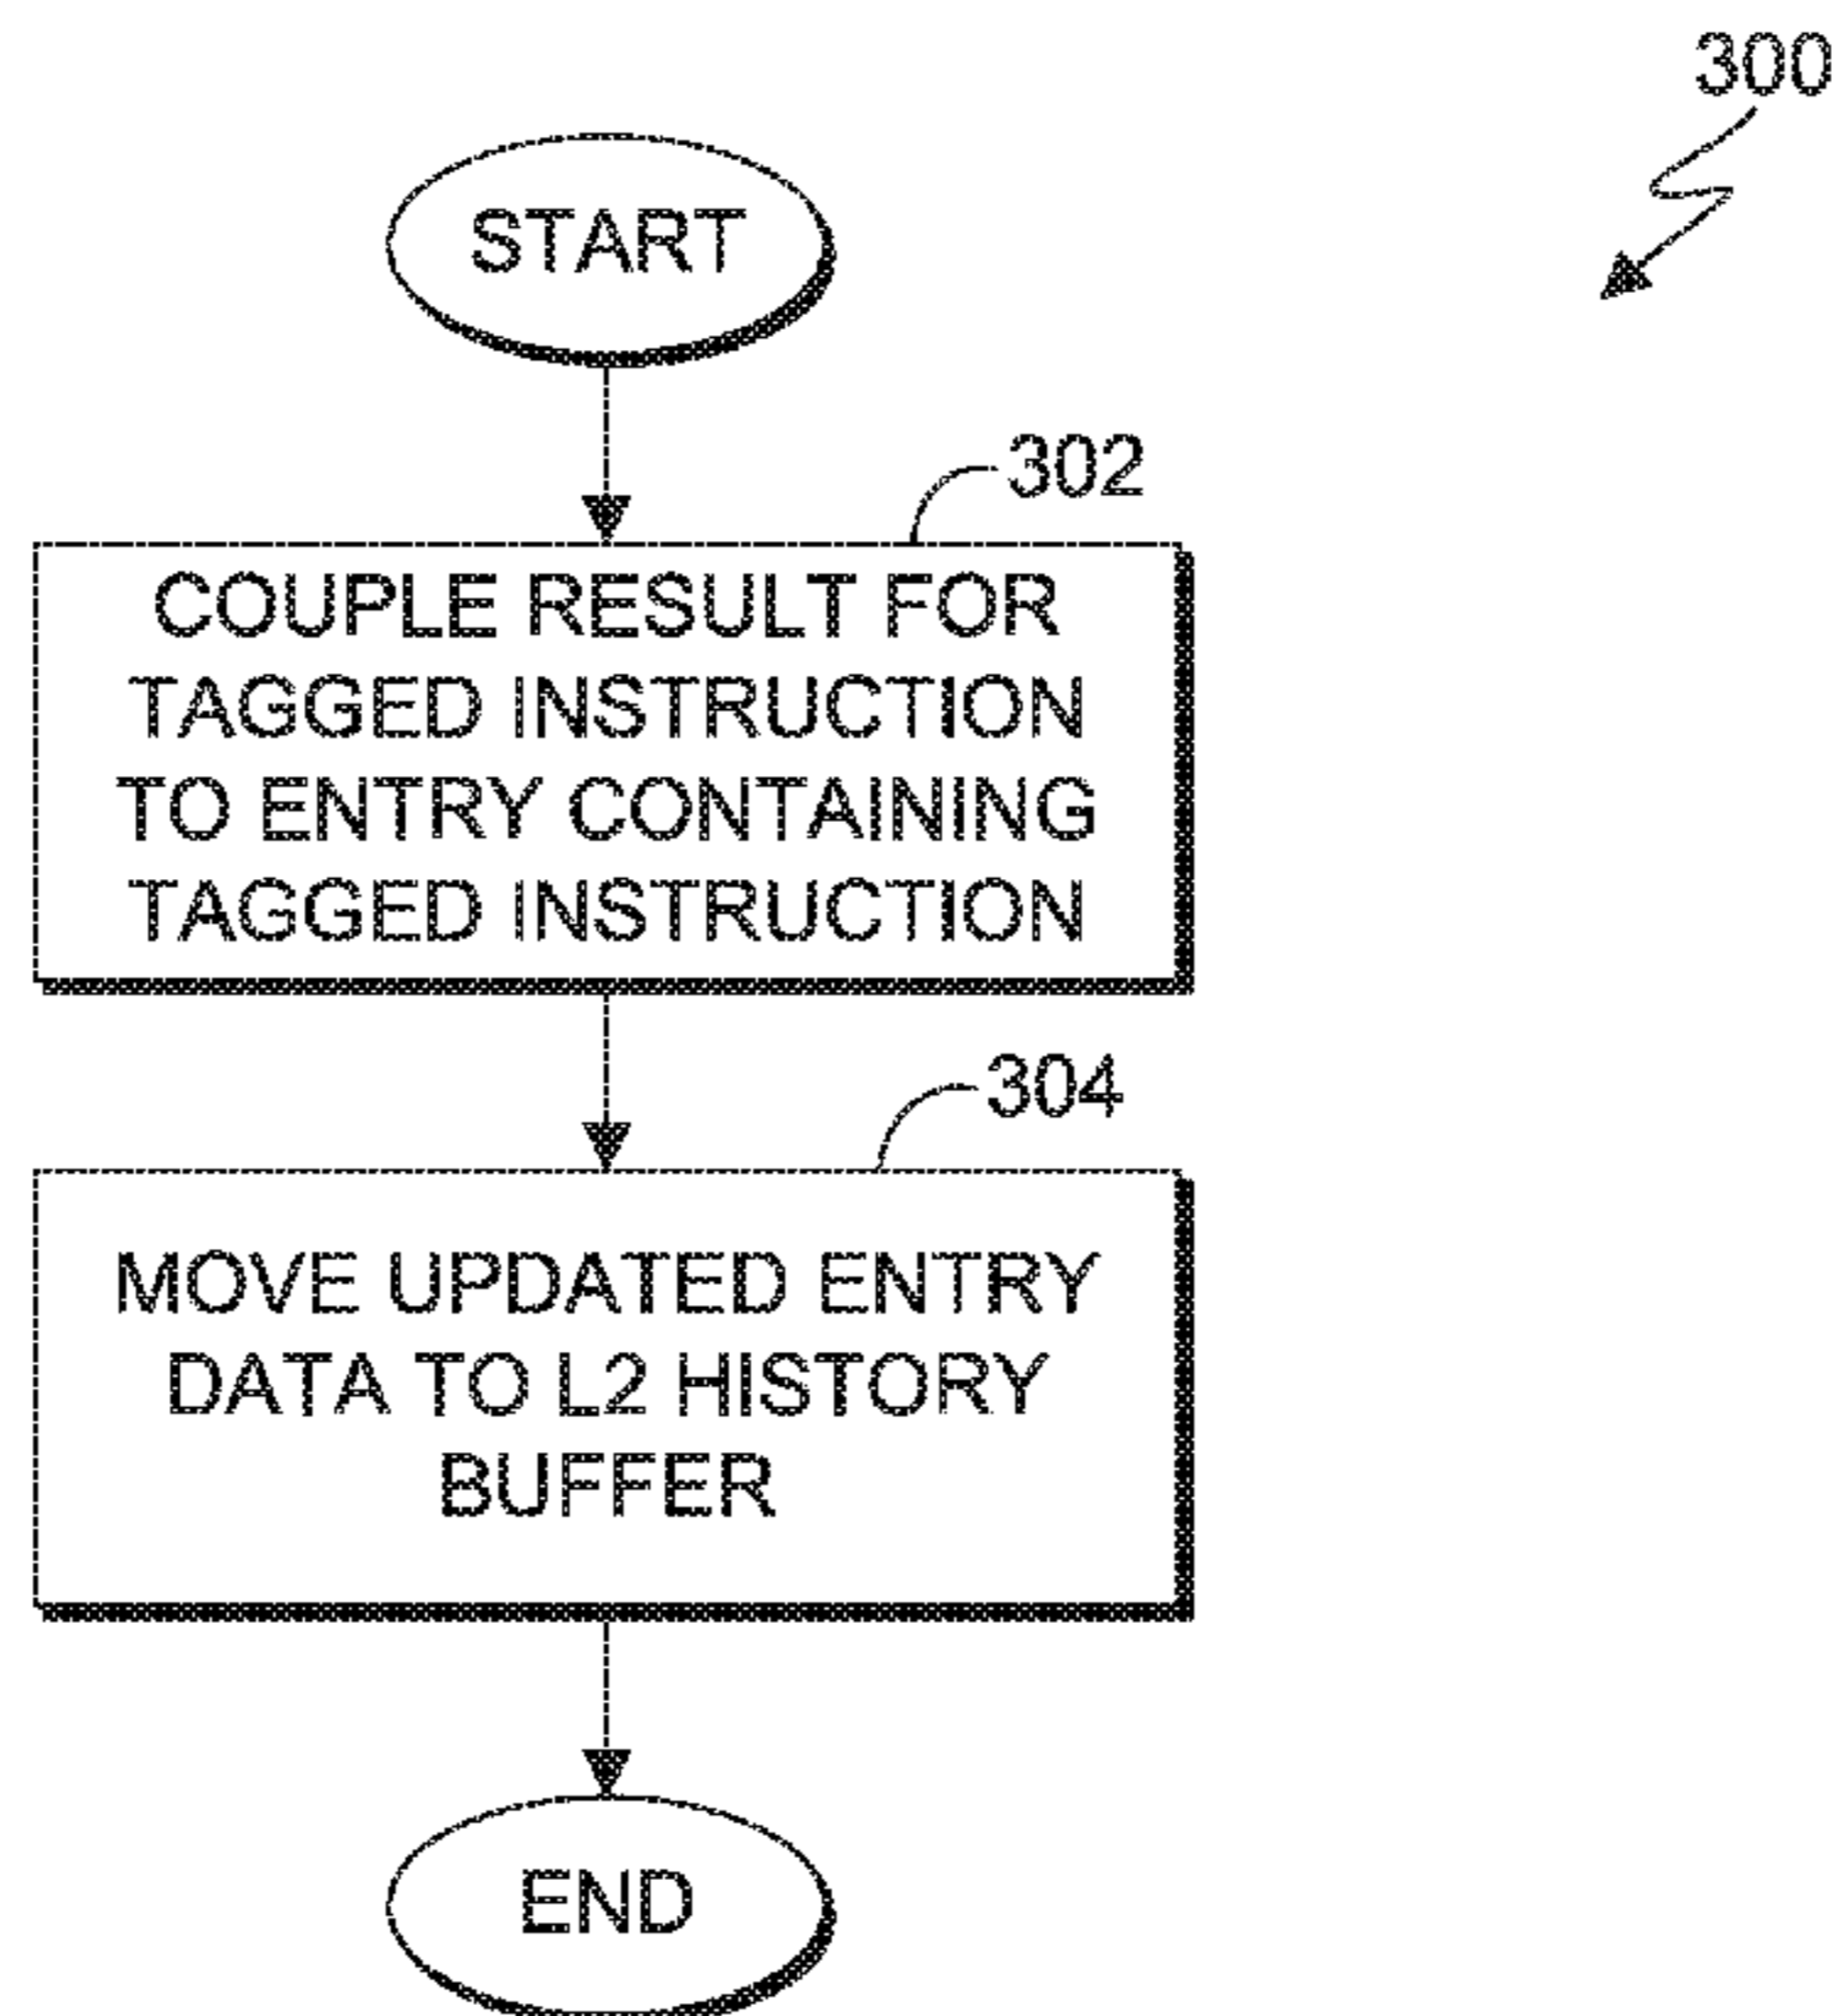 300
START
302
COUPLE RESULT FOR
TAGGED INSTRUCTION
TO ENTRY CONTAINING
TAGGED INSTRUCTION
304
MOVE UPDATED ENTRY
DATA TO L2 HISTORY
BUFFER
END